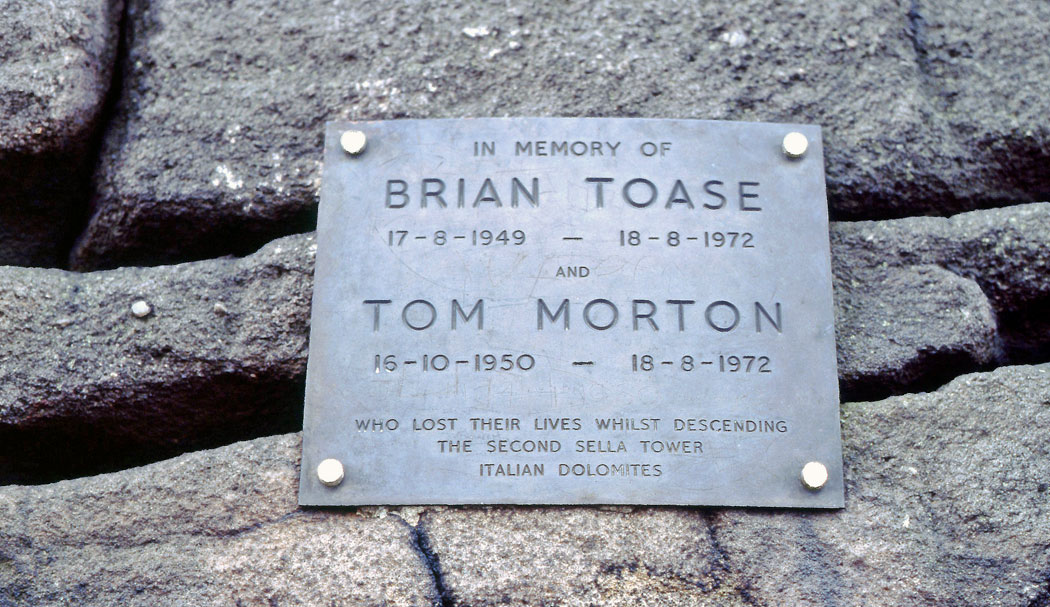 IN MEMORY OF
BRIAN TOASE
17-8-1949 — 18-8-1972
AND
TOM MORTON
16-10-1950 — 18-8-1972
WHO LOST THEIR LIVES WHILST DESCENDING
THE SECOND SELLA TOWER
ITALIAN DOLOMITES